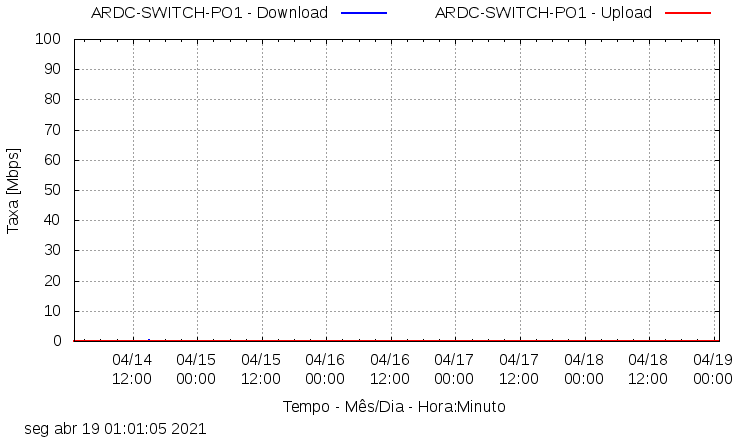 ARDC-SWITCH-PO1 - Download
ARDC-SWITCH-PO1 - Upload
Taxa [Mbps]
100
90
80
70
60
50
40
30
20
10
0
04/14 04/15 04/15 04/16 04/16 04/17 04/17 04/18 04/18 04/19
12:00 00:00 12:00 00:00 12:00 00:00 12:00 00:00 12:00 00:00
Tempo - Mês/Dia - Hora:Minuto
seg abr 19 01:01:05 2021